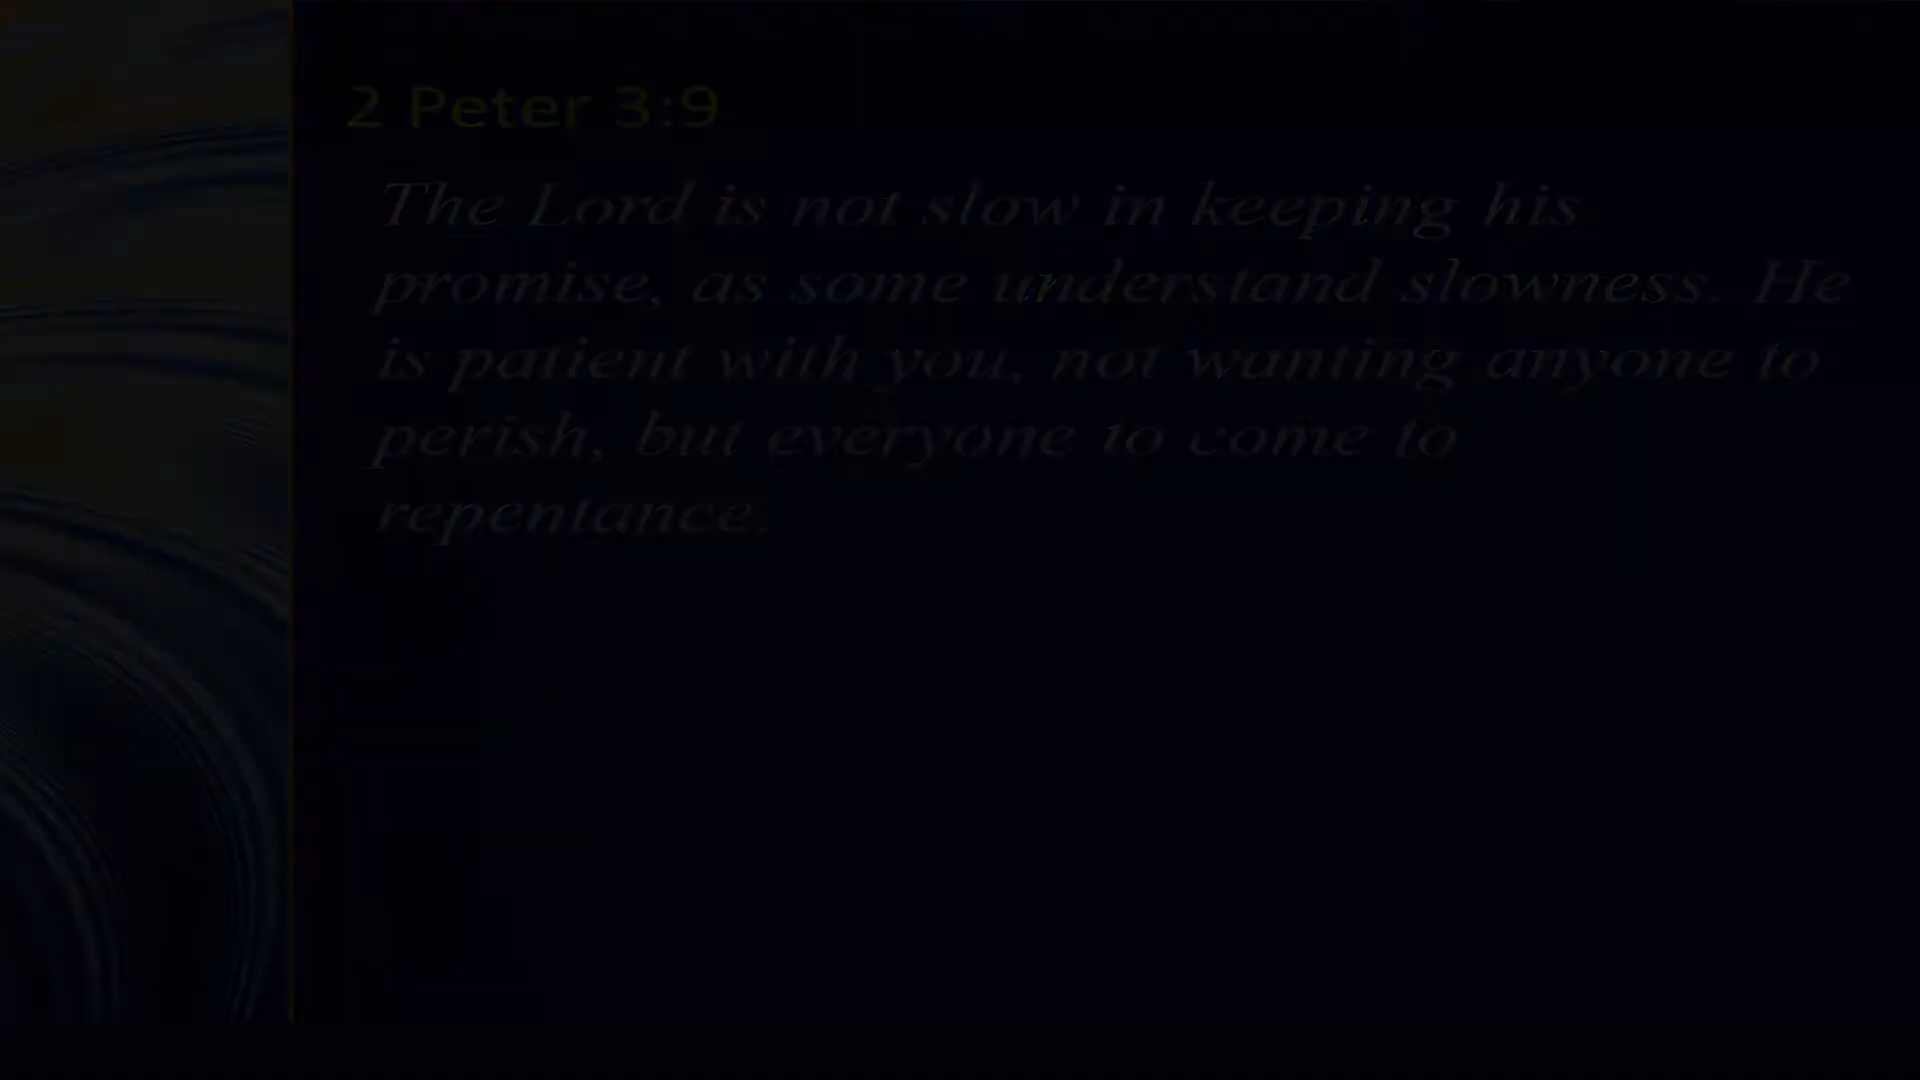 2 Peter 3:9
The Lord is not slow in keeping his
promise, as some understand slowness. He
is patient with you, not wanting anyone to
perish, but everyone to come to
repentance.